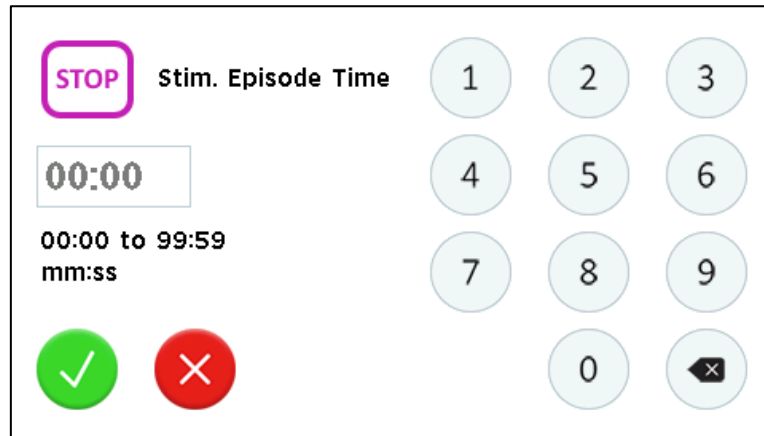 STOP
Stim. Episode Time
00:00
00:00 to 99:59
mm:ss
1 2 3
4 5 6
7 8 9
0